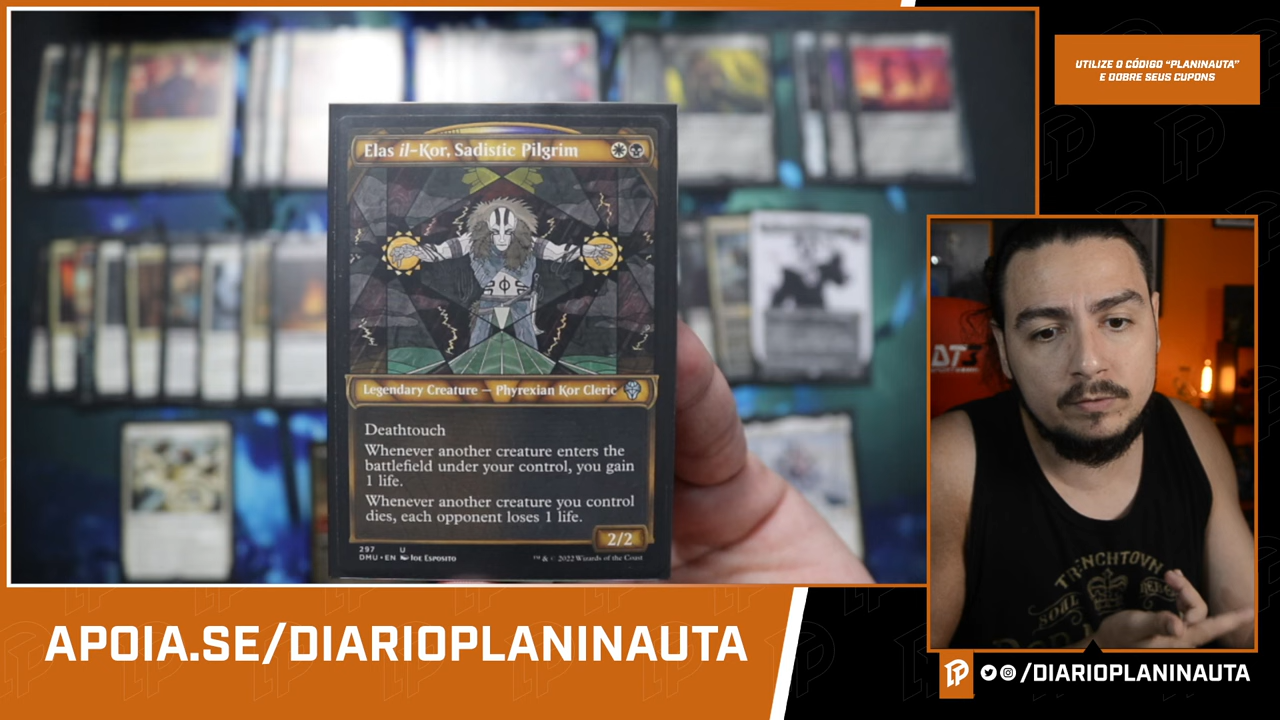 UTILIZE O CÓDIGO “PLANINAUTA”
E DOBRE SEUS CUPONS
Elas il-Kor, Sadistic Pilgrim
Legendary Creature — Phyrexian Kor Cleric
Deathtouch
Whenever another creature enters the
battlefield under your control, you gain
1 life.
Whenever another creature you control
dies, each opponent loses 1 life.
2/2
297 U
DMU • EN JOE ESPOSITO
™ & © 2022 Wizards of the Coast
TRENCHTOWN
APOIA.SE/DIARIOPLANINAUTA
/DIARIOPLANINAUTA